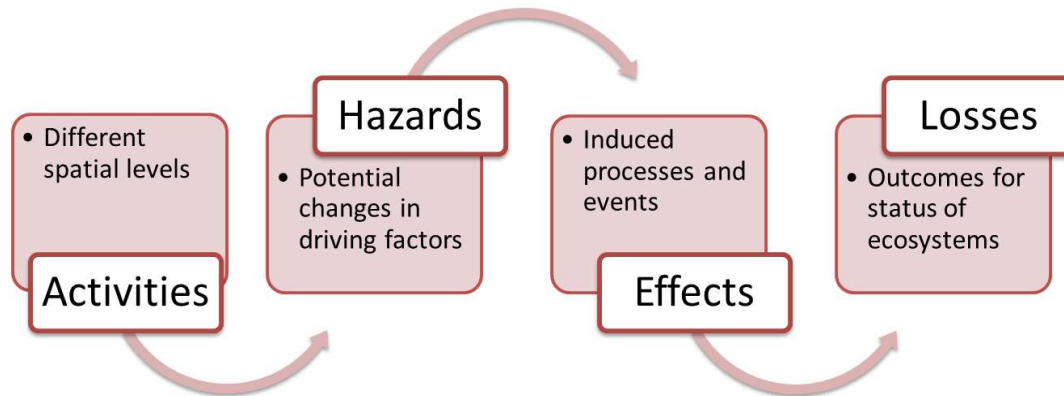 • Different
spatial levels
Activities
Hazards
• Potential
changes in
driving factors
• Induced
processes and
events
Effects
Losses
• Outcomes for
status of
ecosystems